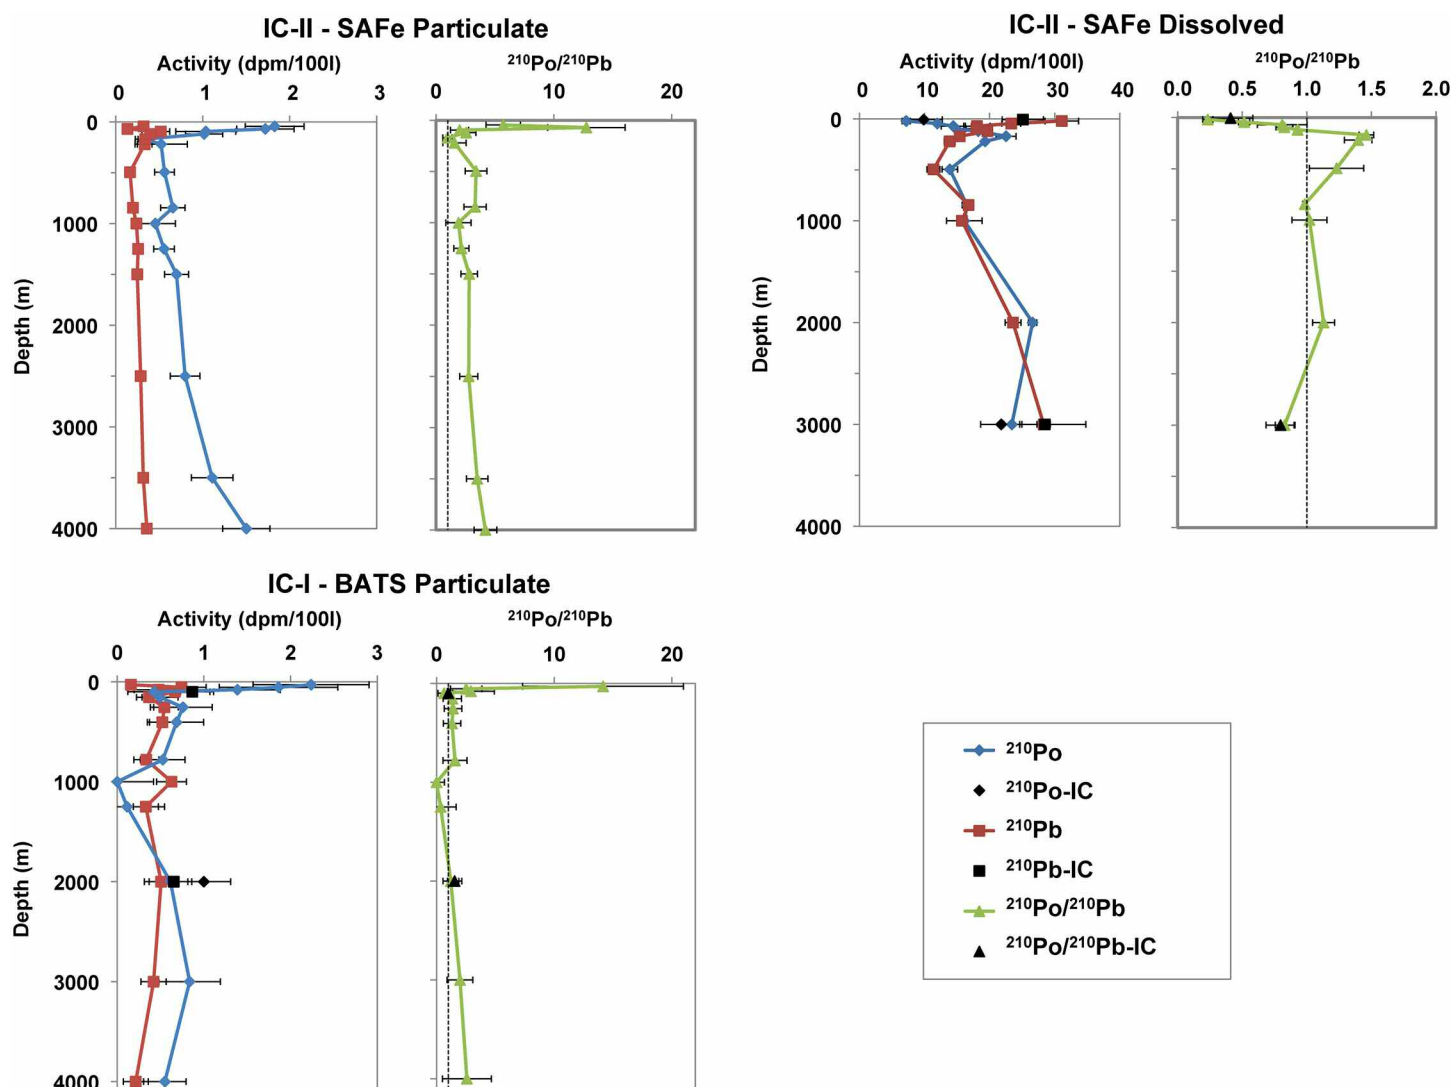 IC-II - SAFe Particulate
Activity (dpm/100l)
²¹⁰Po/²¹⁰Pb
0 1 2 3
0 10 20
0
1000
2000
3000
4000
Depth (m)
IC-II - SAFe Dissolved
Activity (dpm/100l)
²¹⁰Po/²¹⁰Pb
0 10 20 30 40
0.0 0.5 1.0 1.5 2.0
0
1000
2000
3000
4000
Depth (m)
IC-I - BATS Particulate
Activity (dpm/100l)
²¹⁰Po/²¹⁰Pb
0 1 2 3
0 10 20
0
1000
2000
3000
4000
Depth (m)
²¹⁰Po
²¹⁰Po-IC
²¹⁰Pb
²¹⁰Pb-IC
²¹⁰Po/²¹⁰Pb
²¹⁰Po/²¹⁰Pb-IC